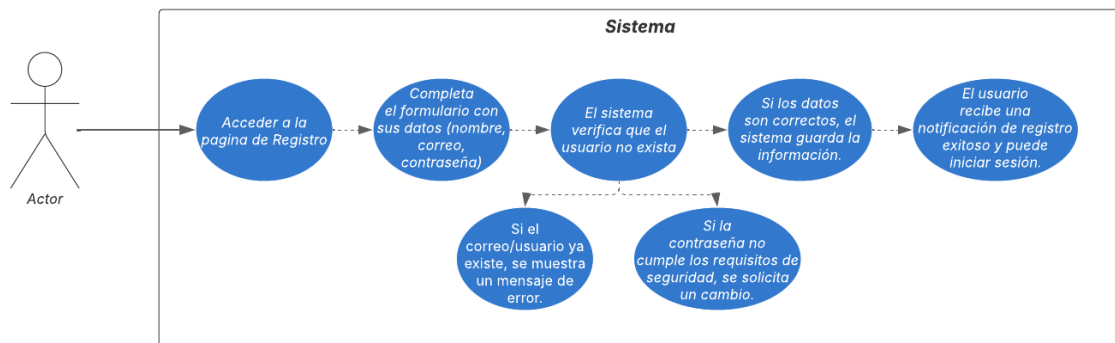 Sistema
Actor
Acceder a la
pagina de Registro
Completa
el formulario con
sus datos (nombre,
correo,
contraseña)
El sistema
verifica que el
usuario no exista
Si los datos
son correctos, el
sistema guarda la
información.
El usuario
recibe una
notificación de registro
exitoso y puede
iniciar sesión.
Si el
correo/usuario ya
existe, se muestra
un mensaje de
error.
Si la
contraseña no
cumple los requisitos de
seguridad, se solicita
un cambio.